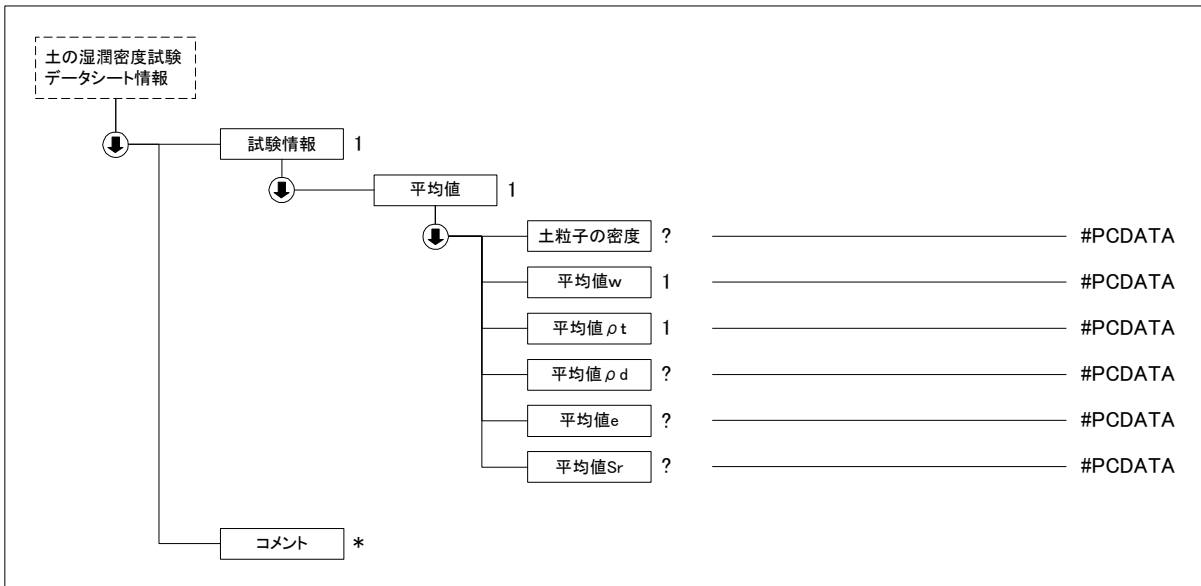 土の湿潤密度試験
データシート情報
試験情報 1
平均値 1
土粒子の密度 ? #PCDATA
平均値w 1 #PCDATA
平均値ρt 1 #PCDATA
平均値ρd ? #PCDATA
平均値e ? #PCDATA
平均値Sr ? #PCDATA
コメント *